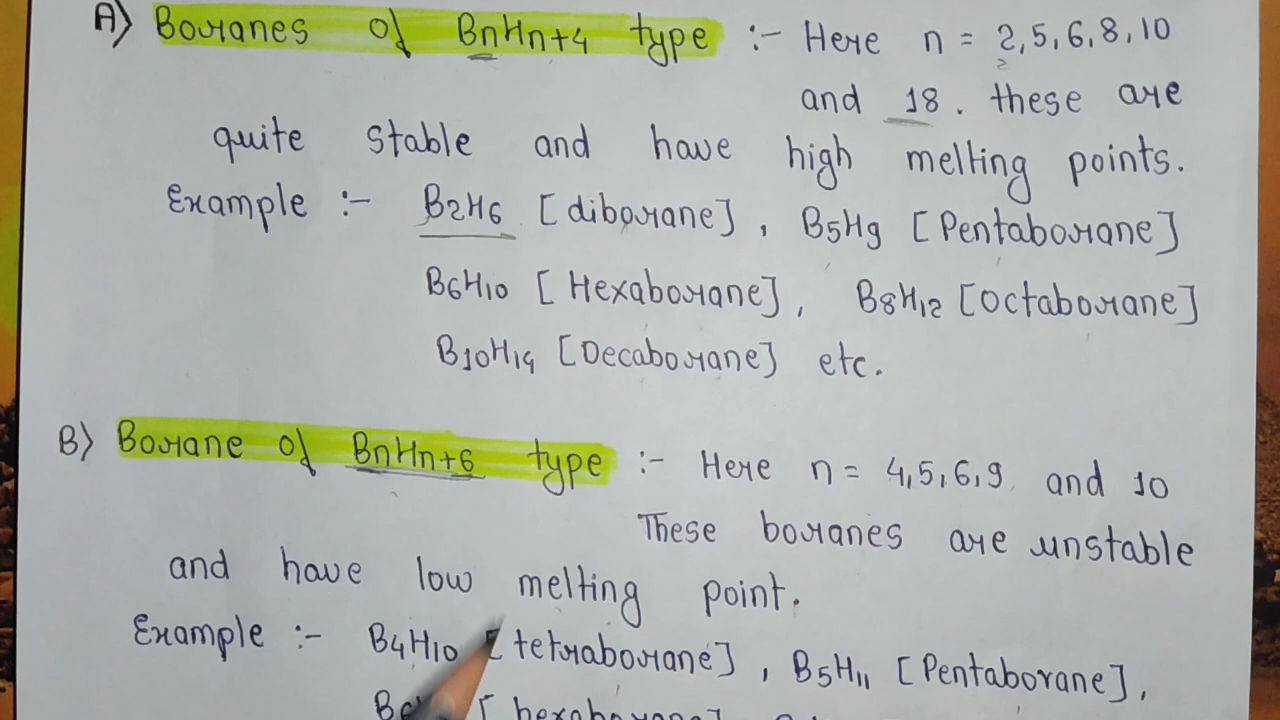 A) Boranes of BnHn+4 type :- Here n = 2,5,6,8,10
and 18. these are
quite stable and have high melting points.
Example :- B2H6 [diborane], B5H9 [Pentaborane]
B6H10 [Hexaborane], B8H12 [Octaborane]
B10H14 [Decaborane] etc.
B) Borane of BnHn+6 type :- Here n = 4,5,6,9 and 10
These boranes are unstable
and have low melting point.
Example :- B4H10 [tetraborane], B5H11 [Pentaborane],
[hexaborane]